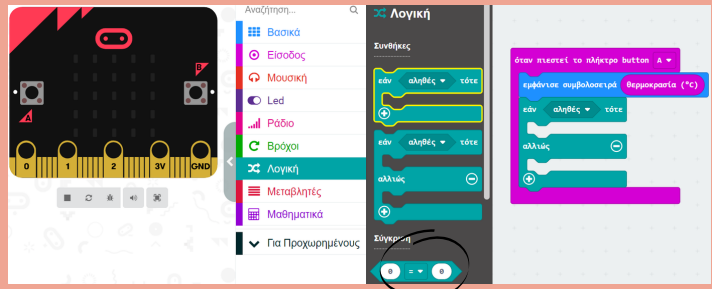 B
A
0 1 2 3V GND
Αναζήτηση...
Βασικά
Είσοδος
Μουσική
Led
Ράδιο
Βρόχοι
Λογική
Μεταβλητές
Μαθηματικά
Για Προχωρημένους
Λογική
Συνθήκες
εάν αληθές τότε
εάν αληθές τότε
αλλιώς
Σύγκριση
0 = 0
όταν πιεστεί το πλήκτρο button A
εμφάνισε συμβολοσειρά θερμοκρασία (°C)
εάν αληθές τότε
αλλιώς